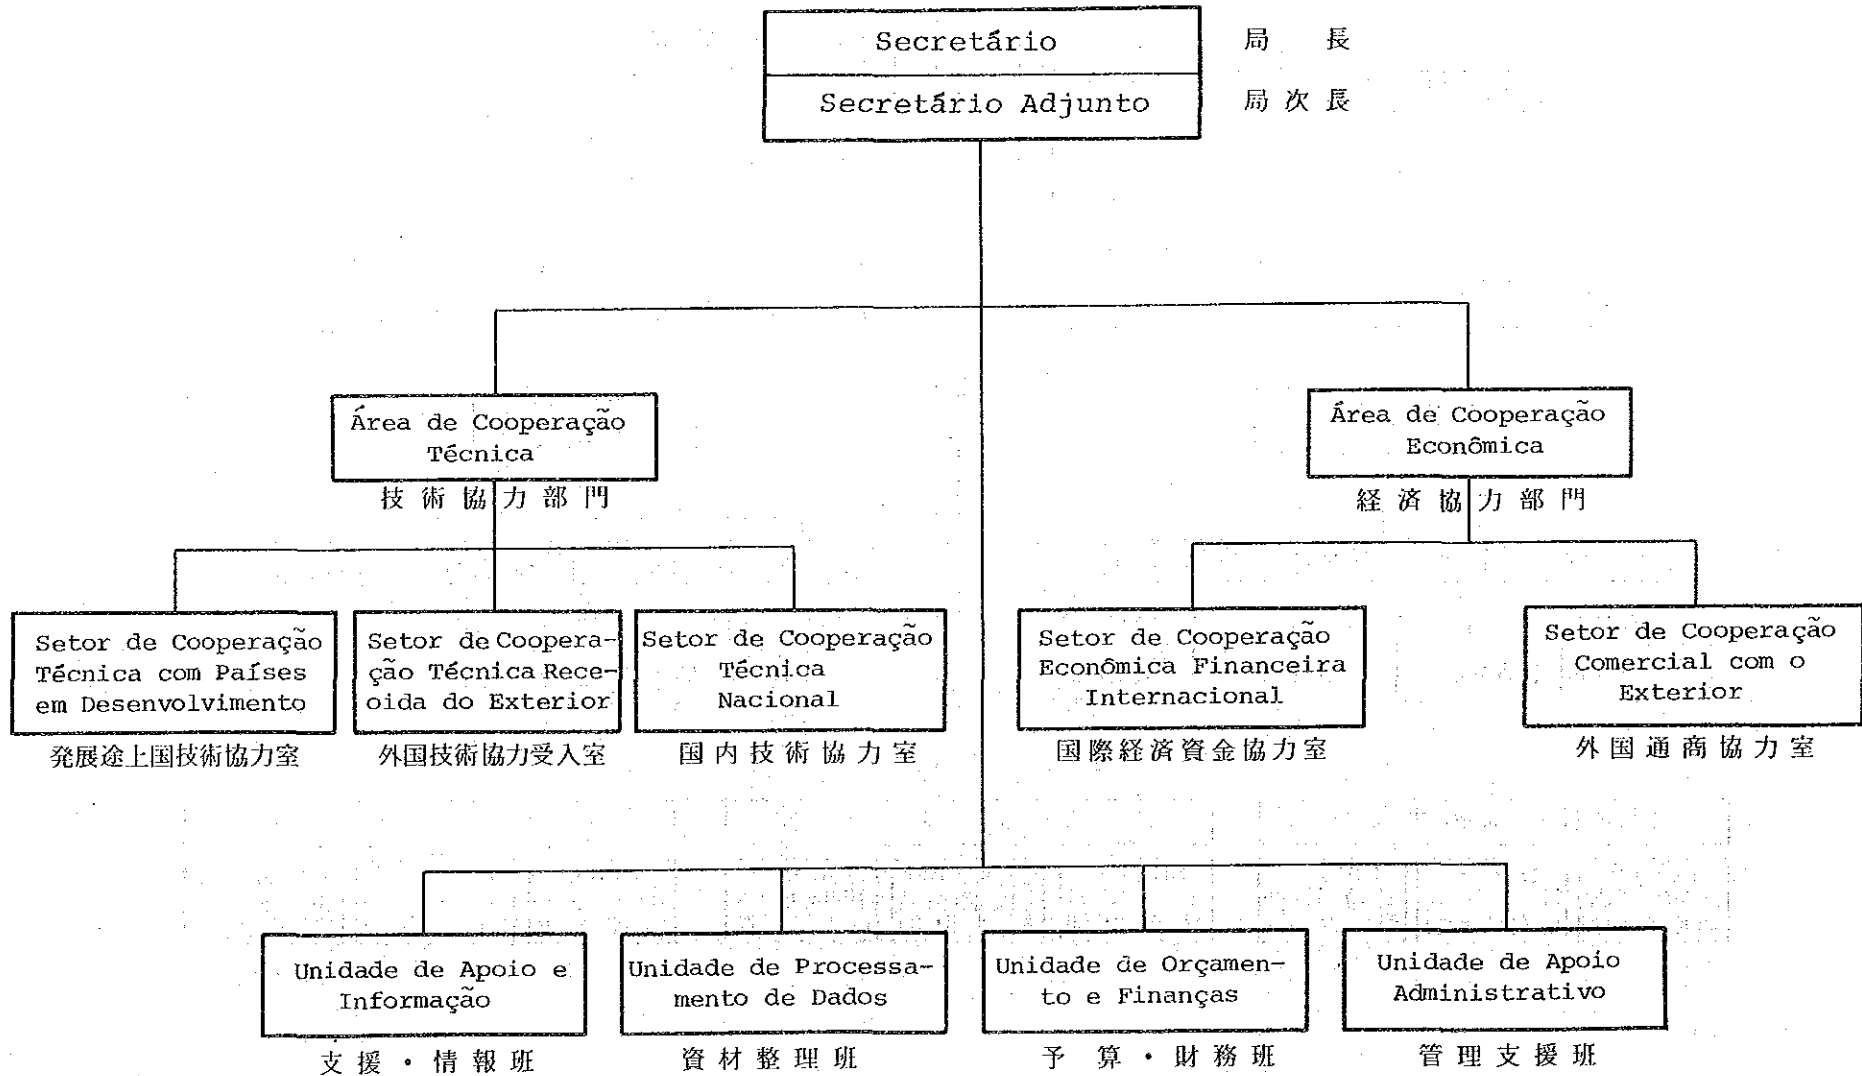 Secretário 局 長
Secretário Adjunto 局次長
Área de Cooperação
Técnica
技術協力部門
Área de Cooperação
Econômica
経済協力部門
Setor de Cooperação
Técnica com Países
em Desenvolvimento
発展途上国技術協力室
Setor de Coopera-
ção Técnica Rece-
oida do Exterior
外国技術協力受入室
Setor de Cooperação
Técnica
Nacional
国内技術協力室
Setor de Cooperação
Econômica Financeira
Internacional
国際経済資金協力室
Setor de Cooperação
Comercial com o
Exterior
外国通商協力室
Unidade de Apoio e
Informação
支援・情報班
Unidade de Processa-
mento de Dados
資材整理班
Unidade de Orçamen-
to e Finanças
予算・財務班
Unidade de Apoio
Administrativo
管理支援班